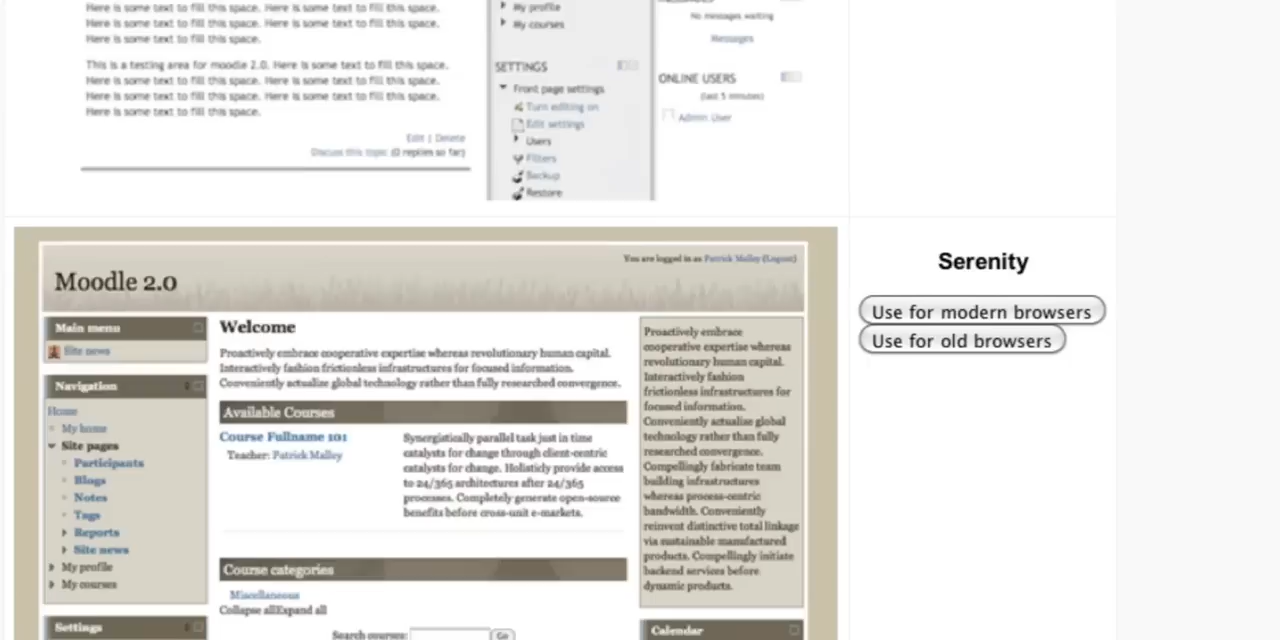 Here is some text to fill this space. Here is some text to fill this space.
Here is some text to fill this space. Here is some text to fill this space.
Here is some text to fill this space.
This is a testing area for moodle 2.0. Here is some text to fill this space.
Here is some text to fill this space. Here is some text to fill this space.
Here is some text to fill this space. Here is some text to fill this space.
Here is some text to fill this space.
Edit | Delete
Discuss this topic (0 replies so far)
My profile
My courses
SETTINGS
Front page settings
Turn editing on
Edit settings
Users
Filters
Backup
Restore
No messages waiting
Messages
ONLINE USERS
(last 5 minutes)
Admin User
You are logged in as Patrick Malley (Logout)
Moodle 2.0
Main menu
Site news
Navigation
Home
My home
Site pages
Participants
Blogs
Notes
Tags
Reports
Site news
My profile
My courses
Settings
Welcome
Proactively embrace cooperative expertise whereas revolutionary human capital.
Interactively fashion frictionless infrastructures for focused information.
Conveniently actualize global technology rather than fully researched convergence.
Available Courses
Course Fullname 101
Teacher: Patrick Malley
Synergistically parallel task just in time
catalysts for change through client-centric
catalysts for change. Holisticly provide access
to 24/365 architectures after 24/365
processes. Completely generate open-source
benefits before cross-unit e-markets.
Course categories
Miscellaneous
Collapse allExpand all
Search courses:
Go
Proactively embrace
cooperative expertise whereas
revolutionary human capital.
Interactively fashion
frictionless infrastructures for
focused information.
Conveniently actualize global
technology rather than fully
researched convergence.
Compellingly fabricate team
building infrastructures
whereas process-centric
bandwidth. Conveniently
reinvent distinctive total linkage
via sustainable manufactured
products. Compellingly initiate
backend services before
dynamic products.
Calendar
Serenity
Use for modern browsers
Use for old browsers